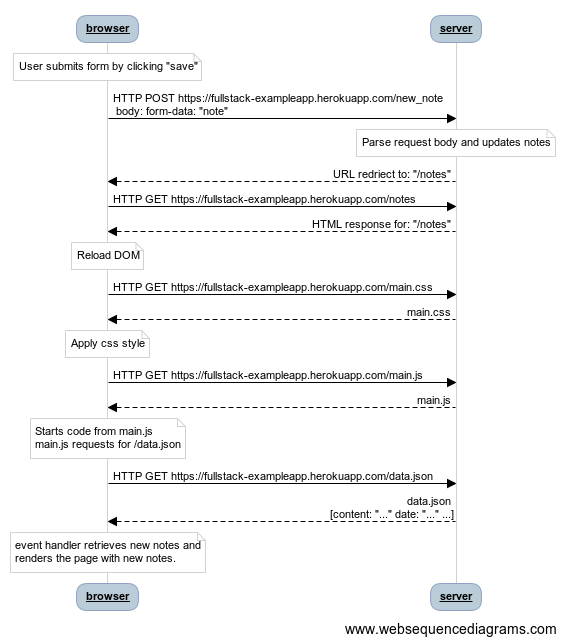 browser
server
User submits form by clicking "save"
HTTP POST https://fullstack-exampleapp.herokuapp.com/new_note
body: form-data: "note"
Parse request body and updates notes
URL redriect to: "/notes"
HTTP GET https://fullstack-exampleapp.herokuapp.com/notes
HTML response for: "/notes"
Reload DOM
HTTP GET https://fullstack-exampleapp.herokuapp.com/main.css
main.css
Apply css style
HTTP GET https://fullstack-exampleapp.herokuapp.com/main.js
main.js
Starts code from main.js
main.js requests for /data.json
HTTP GET https://fullstack-exampleapp.herokuapp.com/data.json
data.json
[content: "..." date: "..." ...]
event handler retrieves new notes and
renders the page with new notes.
browser
server
www.websequencediagrams.com